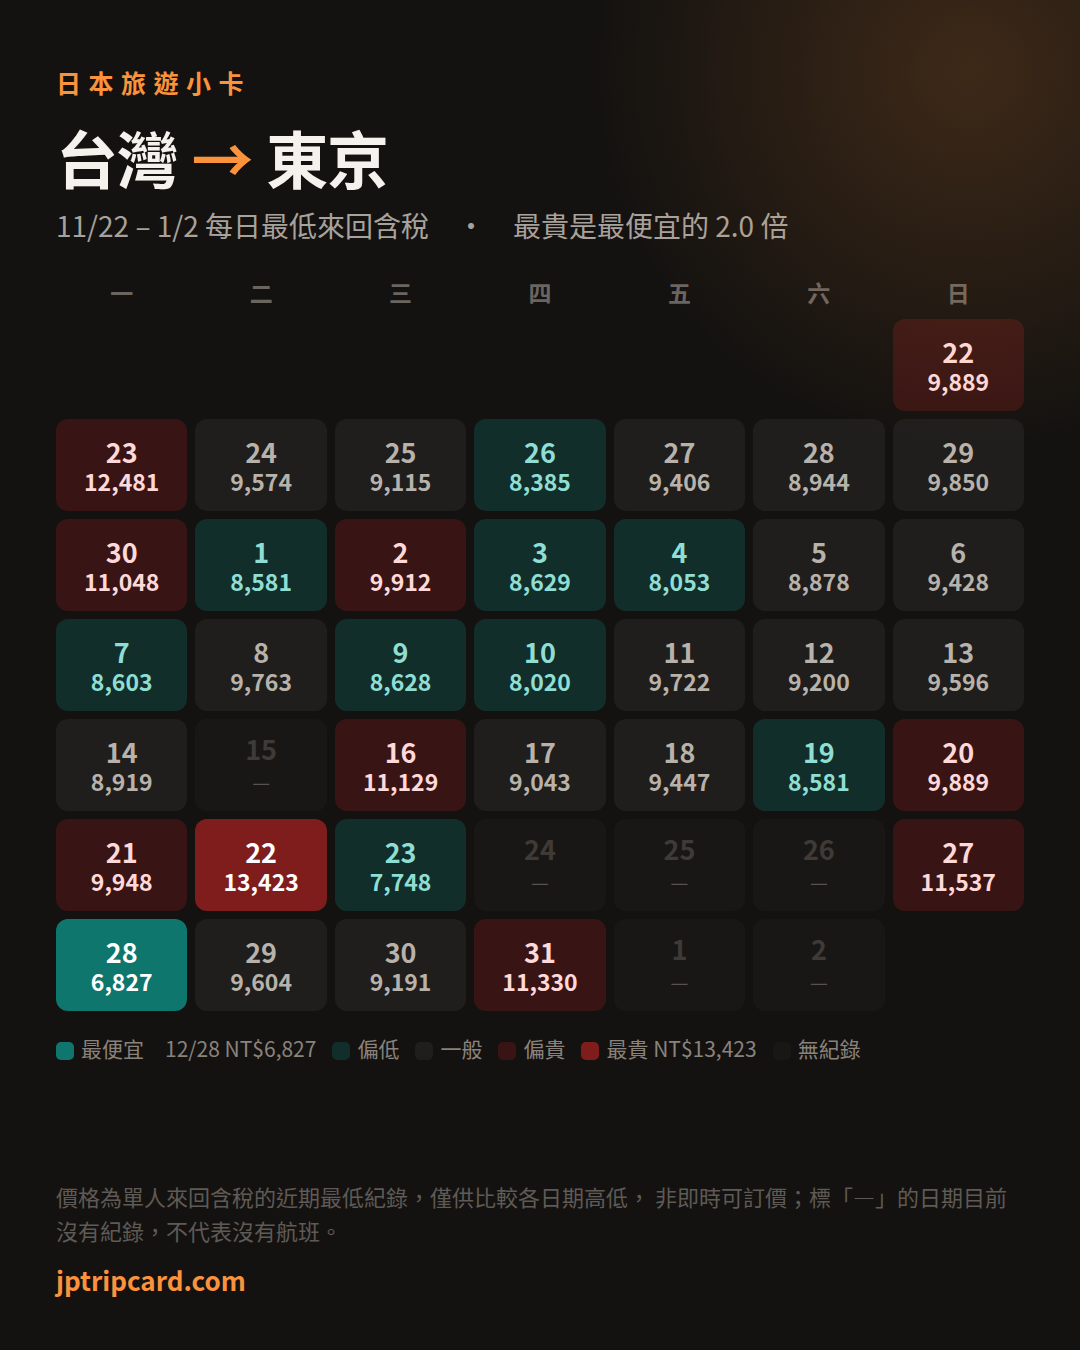 日本旅遊小卡
台灣 → 東京
11/22 – 1/2 每日最低來回含稅 ・ 最貴是最便宜的 2.0 倍
一 二 三 四 五 六 日
22
9,889
23 24 25 26 27 28 29
12,481 9,574 9,115 8,385 9,406 8,944 9,850
30 1 2 3 4 5 6
11,048 8,581 9,912 8,629 8,053 8,878 9,428
7 8 9 10 11 12 13
8,603 9,763 8,628 8,020 9,722 9,200 9,596
14 15 16 17 18 19 20
8,919 — 11,129 9,043 9,447 8,581 9,889
21 22 23 24 25 26 27
9,948 13,423 7,748 — — — 11,537
28 29 30 31 1 2
6,827 9,604 9,191 11,330 — —
最便宜 12/28 NT$6,827 偏低 一般 偏貴 最貴 NT$13,423 無紀錄
價格為單人來回含稅的近期最低紀錄，僅供比較各日期高低， 非即時可訂價；標「—」的日期目前
沒有紀錄，不代表沒有航班。
jptripcard.com